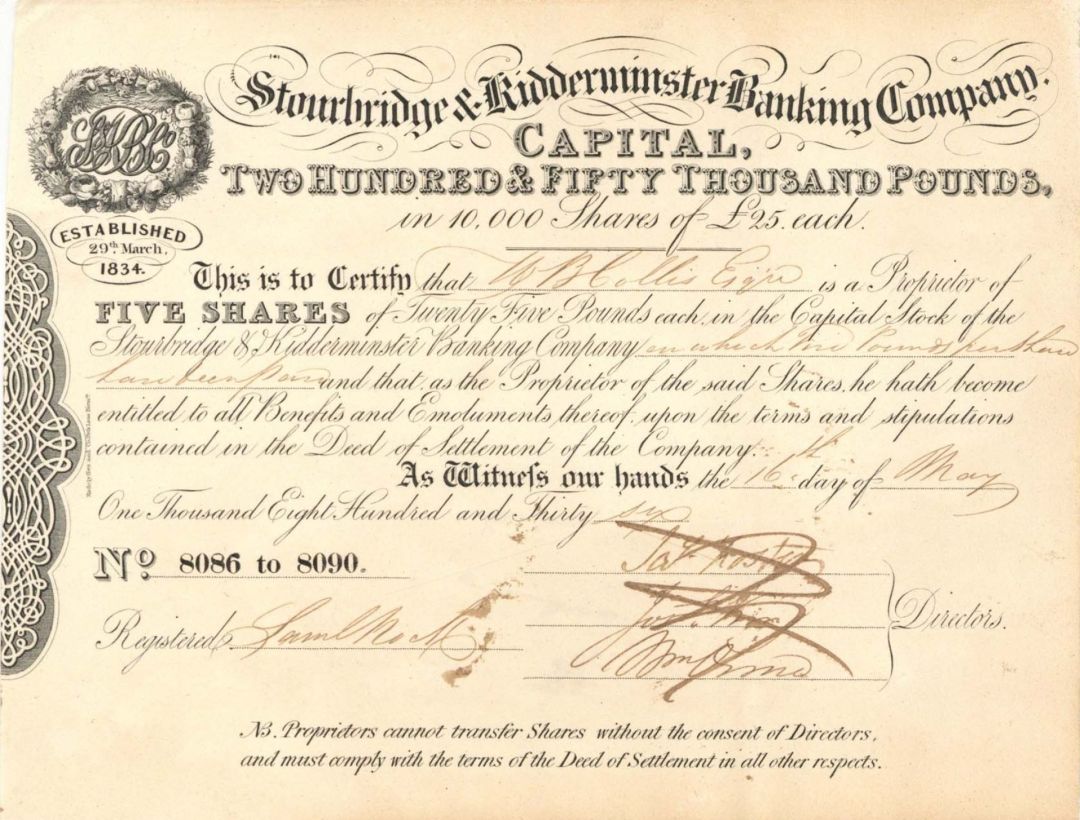 Stourbridge & Kidderminster Banking Company.
CAPITAL,
TWO HUNDRED & FIFTY THOUSAND POUNDS,
in 10,000 Shares of £25 each.
ESTABLISHED
29th March,
1834.
This is to Certify that W B Collis Esqre is a Proprietor of
FIVE SHARES of Twenty Five Pounds each, in the Capital Stock of the
Stourbridge & Kidderminster Banking Company on which Pounds per Share
have been paid and that, as the Proprietor of the said Shares, he hath become
entitled to all Benefits and Emoluments thereof, upon the terms and stipulations
contained in the Deed of Settlement of the Company.
As Witness our hands the 16th day of May
One Thousand Eight Hundred and Thirty six
No. 8086 to 8090.
Directors.
Registered
NB. Proprietors cannot transfer Shares without the consent of Directors,
and must comply with the terms of the Deed of Settlement in all other respects.